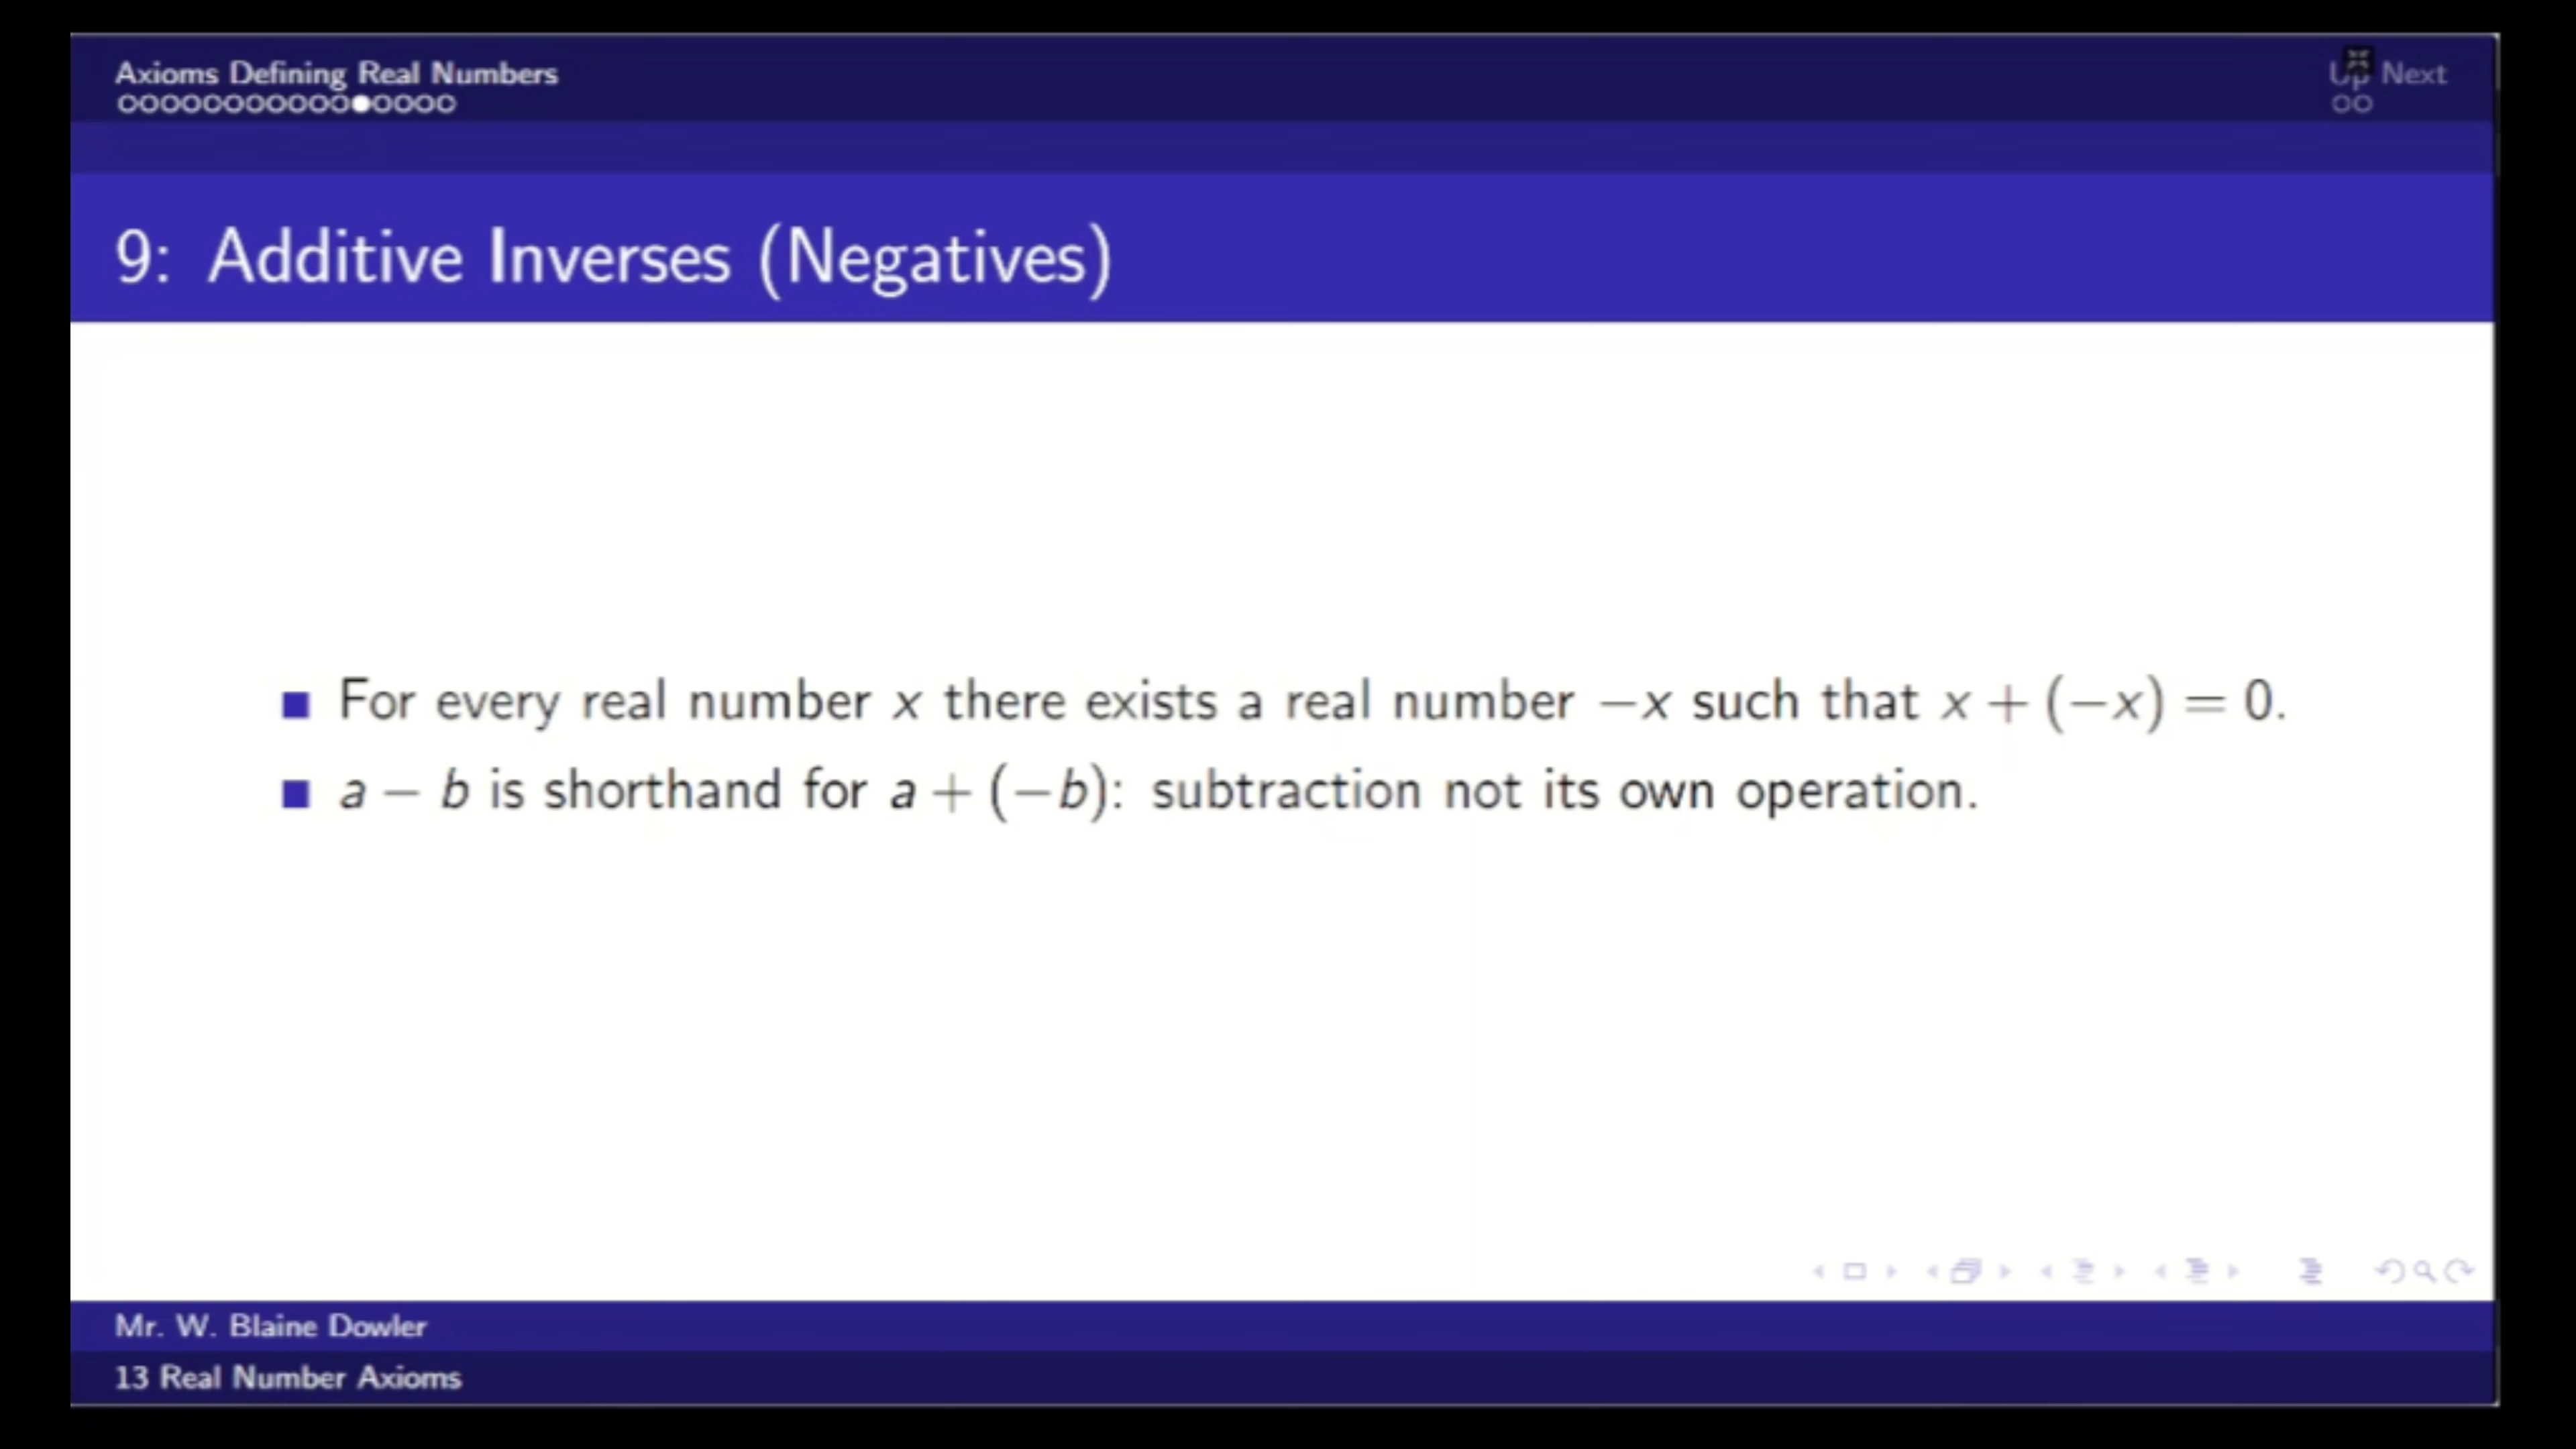 Axioms Defining Real Numbers
Up Next
9: Additive Inverses (Negatives)
For every real number x there exists a real number −x such that x + (−x) = 0.
a − b is shorthand for a + (−b): subtraction not its own operation.
Mr. W. Blaine Dowler
13 Real Number Axioms